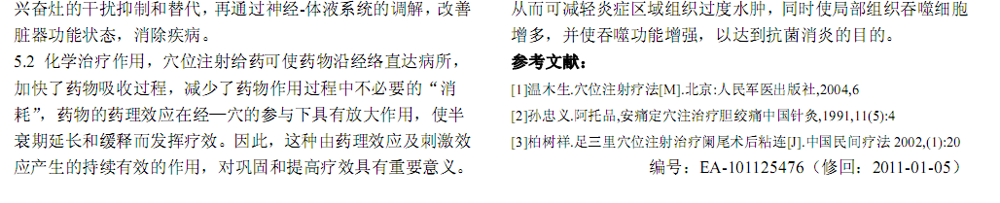 兴奋灶的干扰抑制和替代，再通过神经-体液系统的调解，改善
脏器功能状态，消除疾病。
5.2 化学治疗作用，穴位注射给药可使药物沿经络直达病所，
加快了药物吸收过程，减少了药物作用过程中不必要的“消
耗”，药物的药理效应在经—穴的参与下具有放大作用，使半
衰期延长和缓释而发挥疗效。因此，这种由药理效应及刺激效
应产生的持续有效的作用，对巩固和提高疗效具有重要意义。
从而可减轻炎症区域组织过度水肿，同时使局部组织吞噬细胞
增多，并使吞噬功能增强，以达到抗菌消炎的目的。
参考文献：
[1]温木生.穴位注射疗法[M].北京:人民军医出版社,2004,6
[2]孙忠义.阿托品,安痛定穴注治疗胆绞痛中国针灸,1991,11(5):4
[3]柏树祥.足三里穴位注射治疗阑尾术后粘连[J].中国民间疗法 2002,(1):20
编号：EA-101125476（修回：2011-01-05）